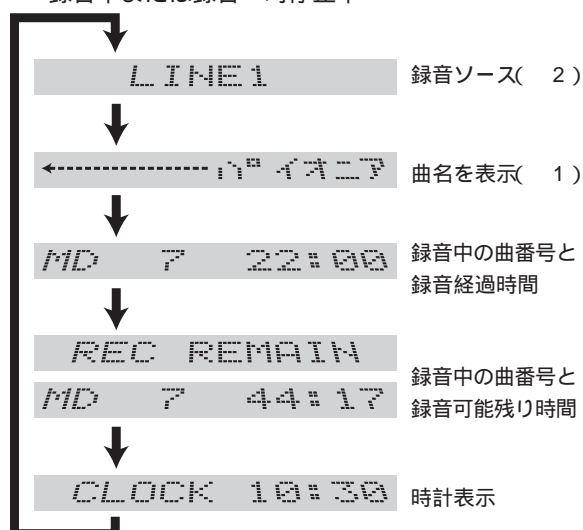 録音中または録音一時停止中
LINE1
録音ソース( 2 )
パイオニア
曲名を表示( 1 )
MD 7 22:00
録音中の曲番号と
録音経過時間
REC REMAIN
MD 7 44:17
録音中の曲番号と
録音可能残り時間
CLOCK 10:30
時計表示